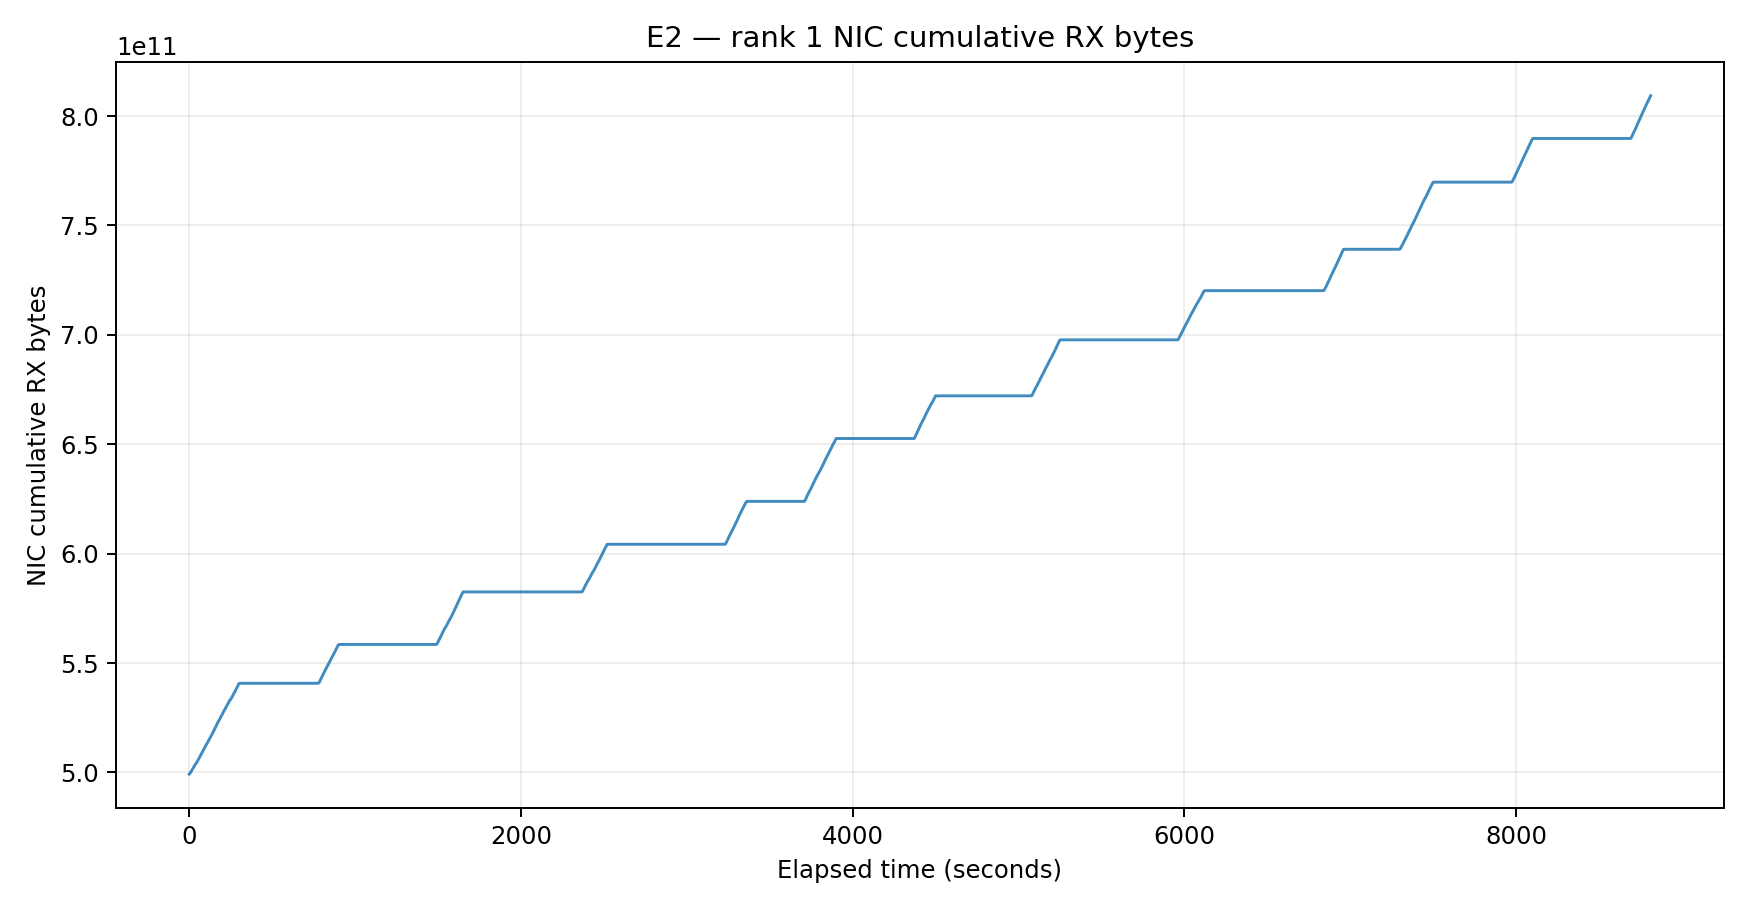 E2 — rank 1 NIC cumulative RX bytes
1e11
8.0
7.5
7.0
6.5
6.0
5.5
5.0
NIC cumulative RX bytes
0 2000 4000 6000 8000
Elapsed time (seconds)